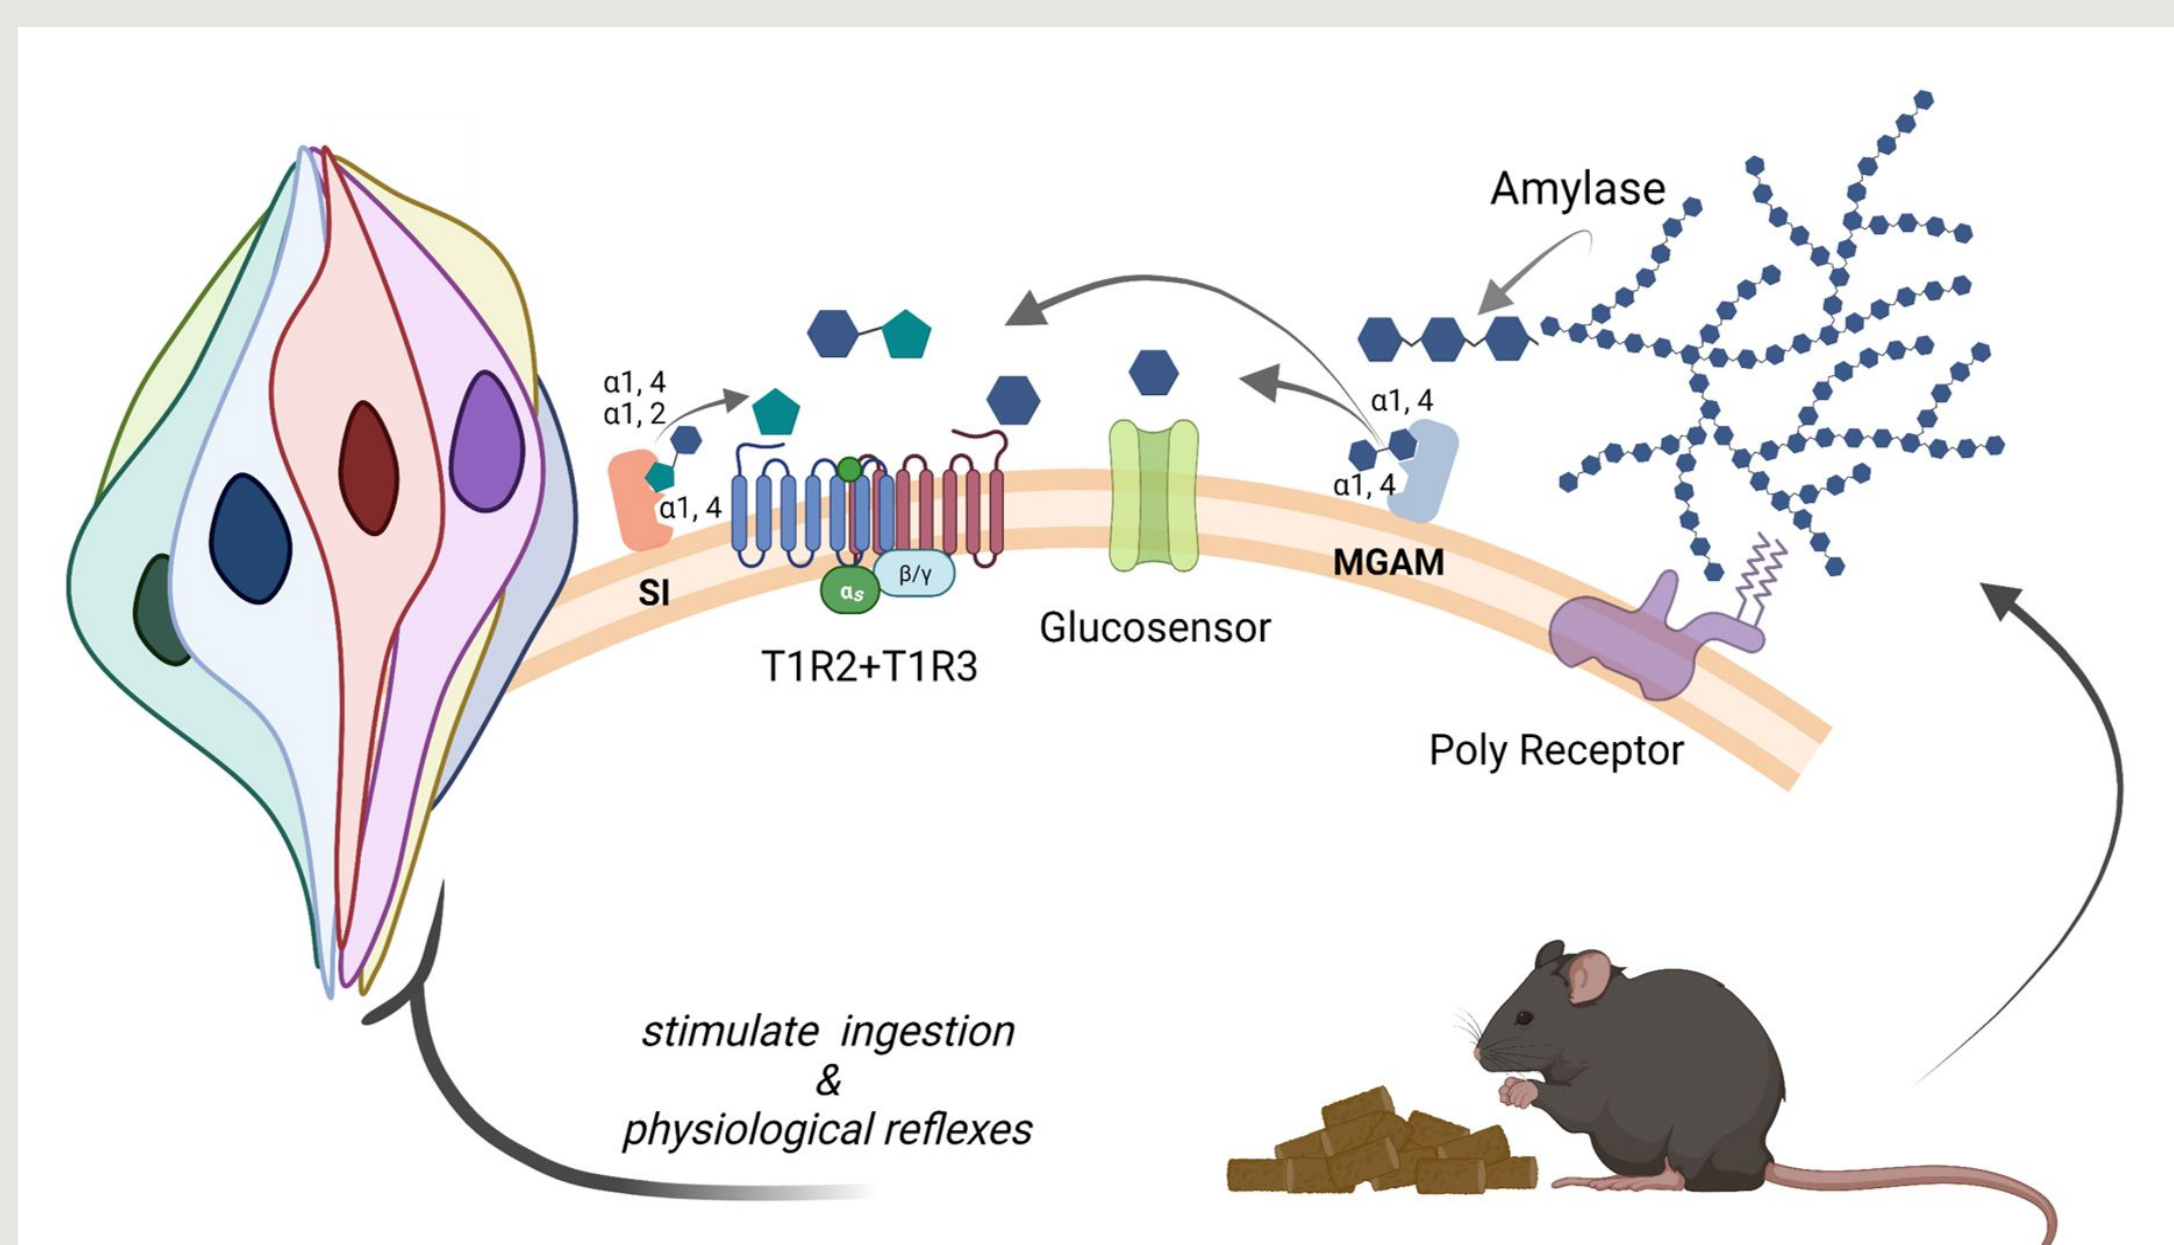 Amylase
α1, 4
α1, 2
α1, 4
α1, 4
α1, 4
SI
αs
β/γ
T1R2+T1R3
Glucosensor
MGAM
Poly Receptor
stimulate ingestion
&
physiological reflexes